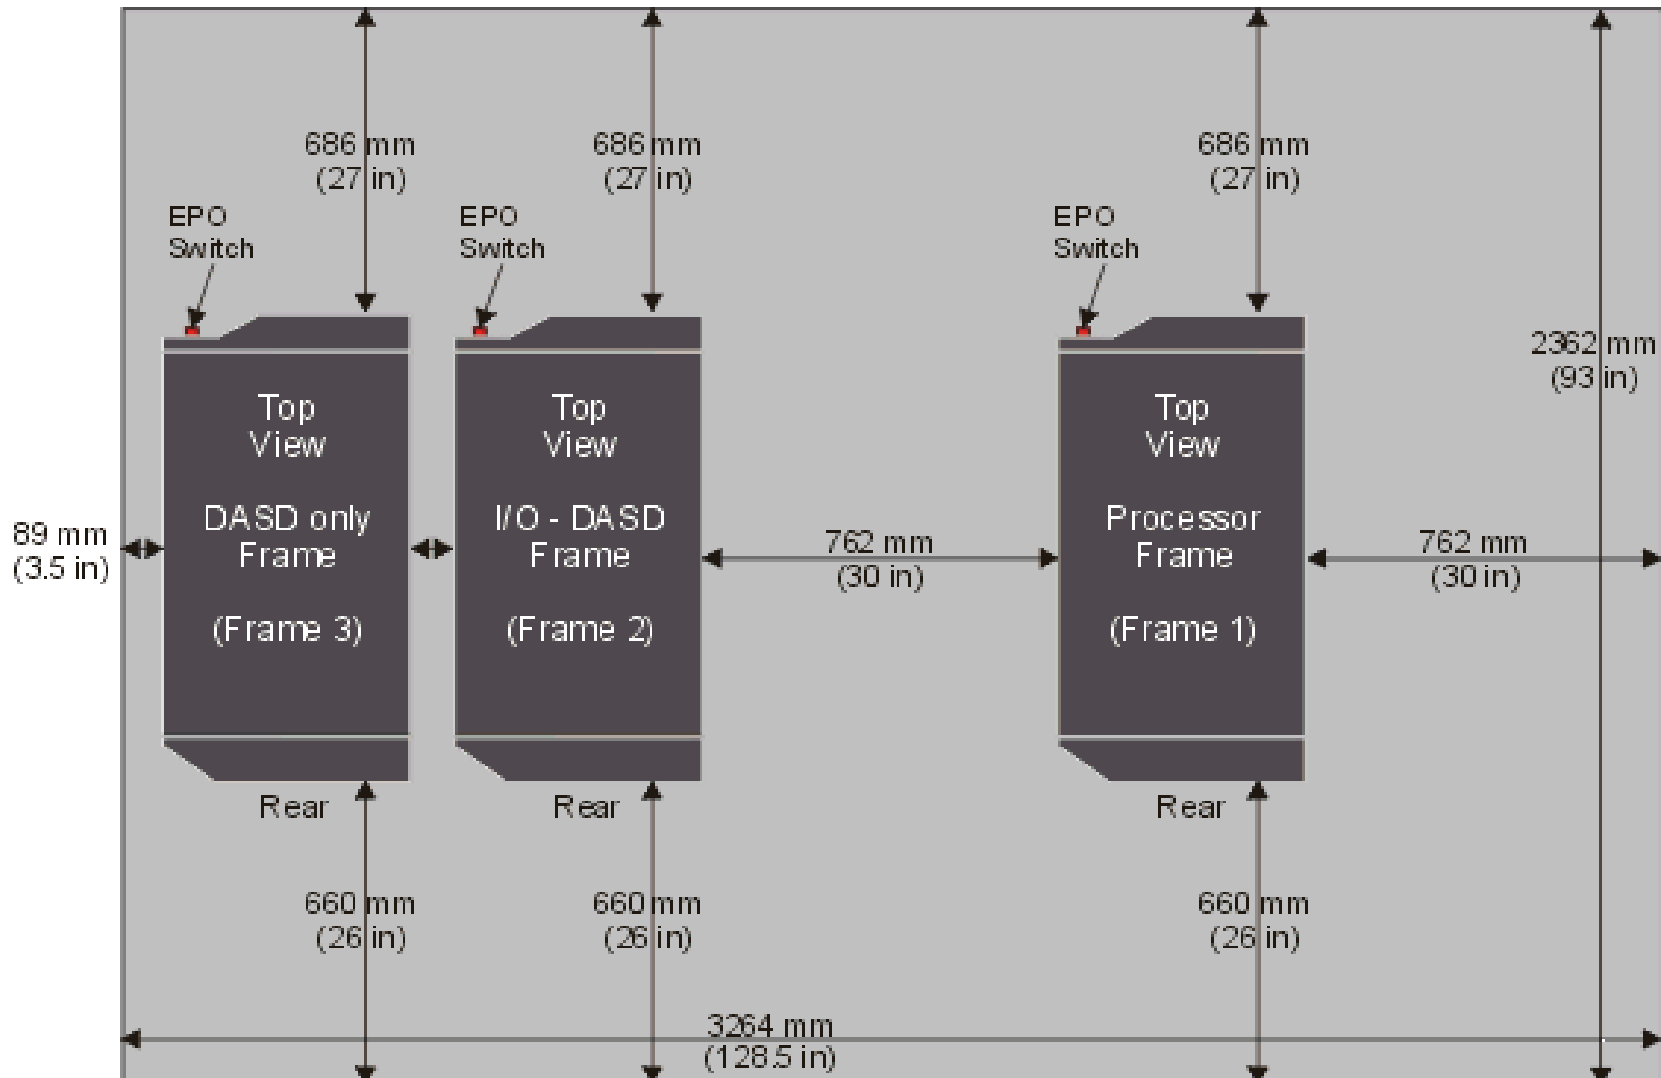 686 mm
(27 in)
686 mm
(27 in)
686 mm
(27 in)
EPO
Switch
EPO
Switch
EPO
Switch
2362 mm
(93 in)
Top
View
DASD only
Frame
(Frame 3)
Top
View
I/O - DASD
Frame
(Frame 2)
Top
View
Processor
Frame
(Frame 1)
89 mm
(3.5 in)
762 mm
(30 in)
762 mm
(30 in)
Rear
Rear
Rear
660 mm
(26 in)
660 mm
(26 in)
660 mm
(26 in)
3264 mm
(128.5 in)